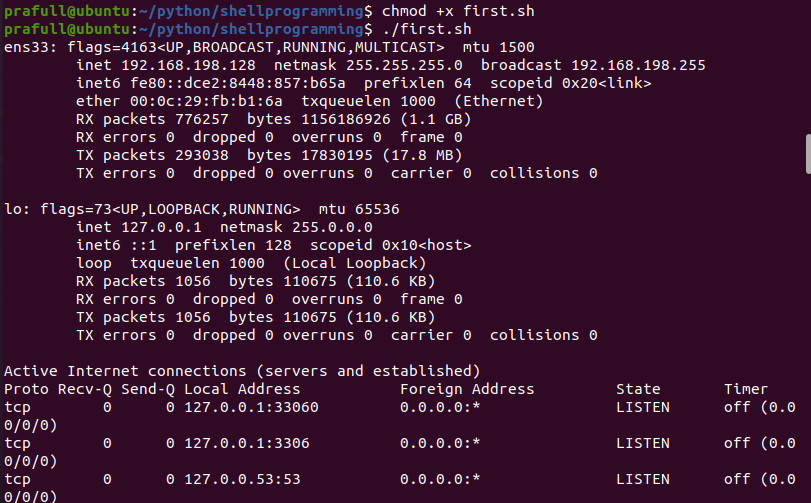 prafull@ubuntu:~/python/shellprogramming$ chmod +x first.sh
prafull@ubuntu:~/python/shellprogramming$ ./first.sh
ens33: flags=4163<UP,BROADCAST,RUNNING,MULTICAST>  mtu 1500
        inet 192.168.198.128  netmask 255.255.255.0  broadcast 192.168.198.255
        inet6 fe80::dce2:8448:857:b65a  prefixlen 64  scopeid 0x20<link>
        ether 00:0c:29:fb:b1:6a  txqueuelen 1000  (Ethernet)
        RX packets 776257  bytes 1156186926 (1.1 GB)
        RX errors 0  dropped 0  overruns 0  frame 0
        TX packets 293038  bytes 17830195 (17.8 MB)
        TX errors 0  dropped 0 overruns 0  carrier 0  collisions 0

lo: flags=73<UP,LOOPBACK,RUNNING>  mtu 65536
        inet 127.0.0.1  netmask 255.0.0.0
        inet6 ::1  prefixlen 128  scopeid 0x10<host>
        loop  txqueuelen 1000  (Local Loopback)
        RX packets 1056  bytes 110675 (110.6 KB)
        RX errors 0  dropped 0  overruns 0  frame 0
        TX packets 1056  bytes 110675 (110.6 KB)
        TX errors 0  dropped 0 overruns 0  carrier 0  collisions 0

Active Internet connections (servers and established)
Proto Recv-Q Send-Q Local Address           Foreign Address         State       Timer
tcp        0      0 127.0.0.1:33060         0.0.0.0:*               LISTEN      off (0.0
0/0/0)
tcp        0      0 127.0.0.1:3306          0.0.0.0:*               LISTEN      off (0.0
0/0/0)
tcp        0      0 127.0.0.53:53           0.0.0.0:*               LISTEN      off (0.0
0/0/0)